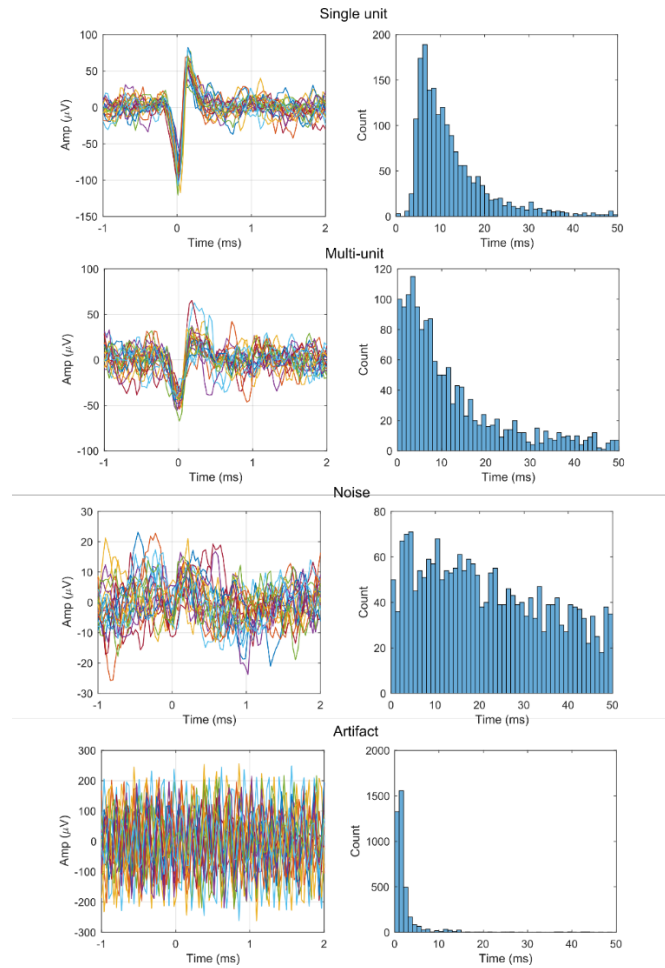 Single unit
100
50
0
-50
-100
-150
Amp (μV)
-1 0 1 2
Time (ms)
200
150
100
50
0
Count
0 10 20 30 40 50
Time (ms)
Multi-unit
100
50
0
-50
-100
Amp (μV)
-1 0 1 2
Time (ms)
120
100
80
60
40
20
0
Count
0 10 20 30 40 50
Time (ms)
Noise
30
20
10
0
-10
-20
-30
Amp (μV)
-1 0 1 2
Time (ms)
80
60
40
20
0
Count
0 10 20 30 40 50
Time (ms)
Artifact
300
200
100
0
-100
-200
-300
Amp (μV)
-1 0 1 2
Time (ms)
2000
1500
1000
500
0
Count
0 10 20 30 40 50
Time (ms)